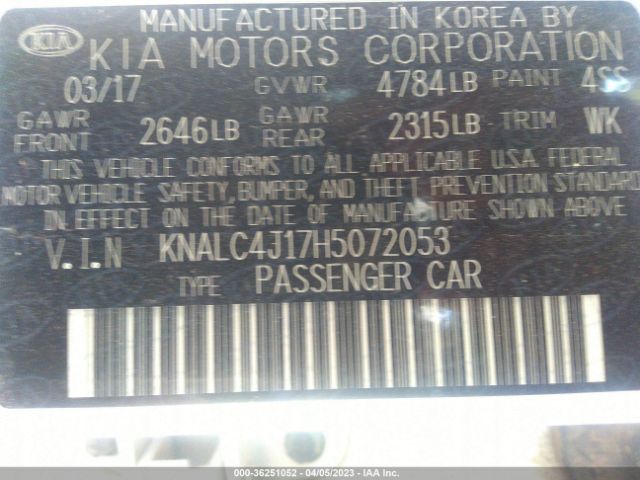 MANUFACTURED IN KOREA BY
KIA
KIA MOTORS CORPORATION
03/17 GVWR 4784LB PAINT 4SS
GAWR FRONT 2646LB GAWR REAR 2315LB TRIM WK
THIS VEHICLE CONFORMS TO ALL APPLICABLE U.S.A. FEDERAL
MOTOR VEHICLE SAFETY, BUMPER, AND THEFT PREVENTION STANDARD
IN EFFECT ON THE DATE OF MANUFACTURE SHOWN ABOVE
V.I.N KNALC4J17H5072053
TYPE PASSENGER CAR
000-36251052 - 04/05/2023 - IAA Inc.